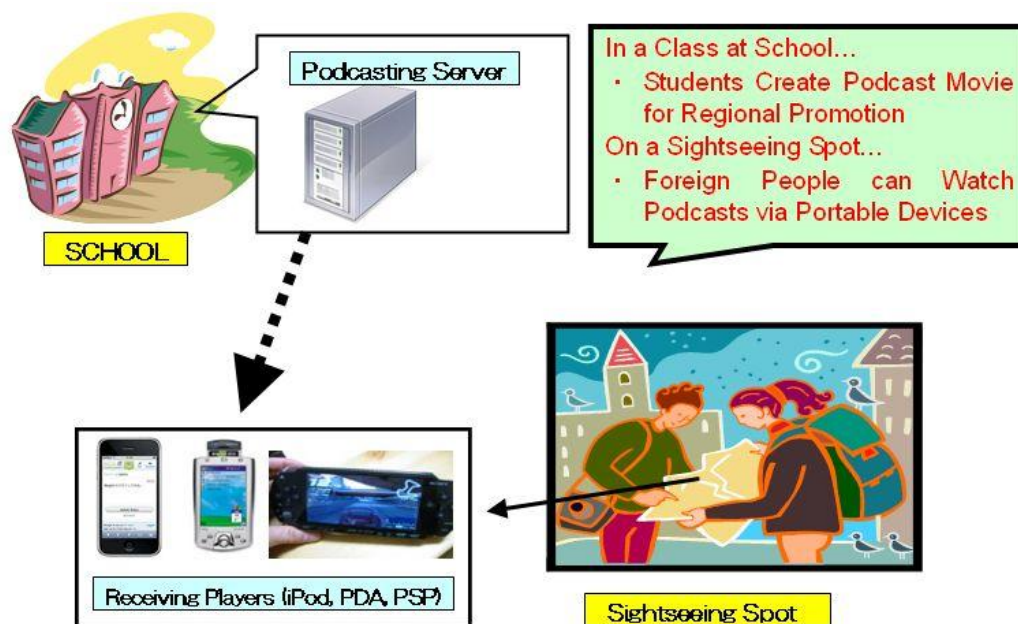 Podcasting Server
In a Class at School...
・ Students Create Podcast Movie
for Regional Promotion
On a Sightseeing Spot...
・ Foreign People can Watch
Podcasts via Portable Devices
SCHOOL
Receiving Players (iPod, PDA, PSP)
Sightseeing Spot